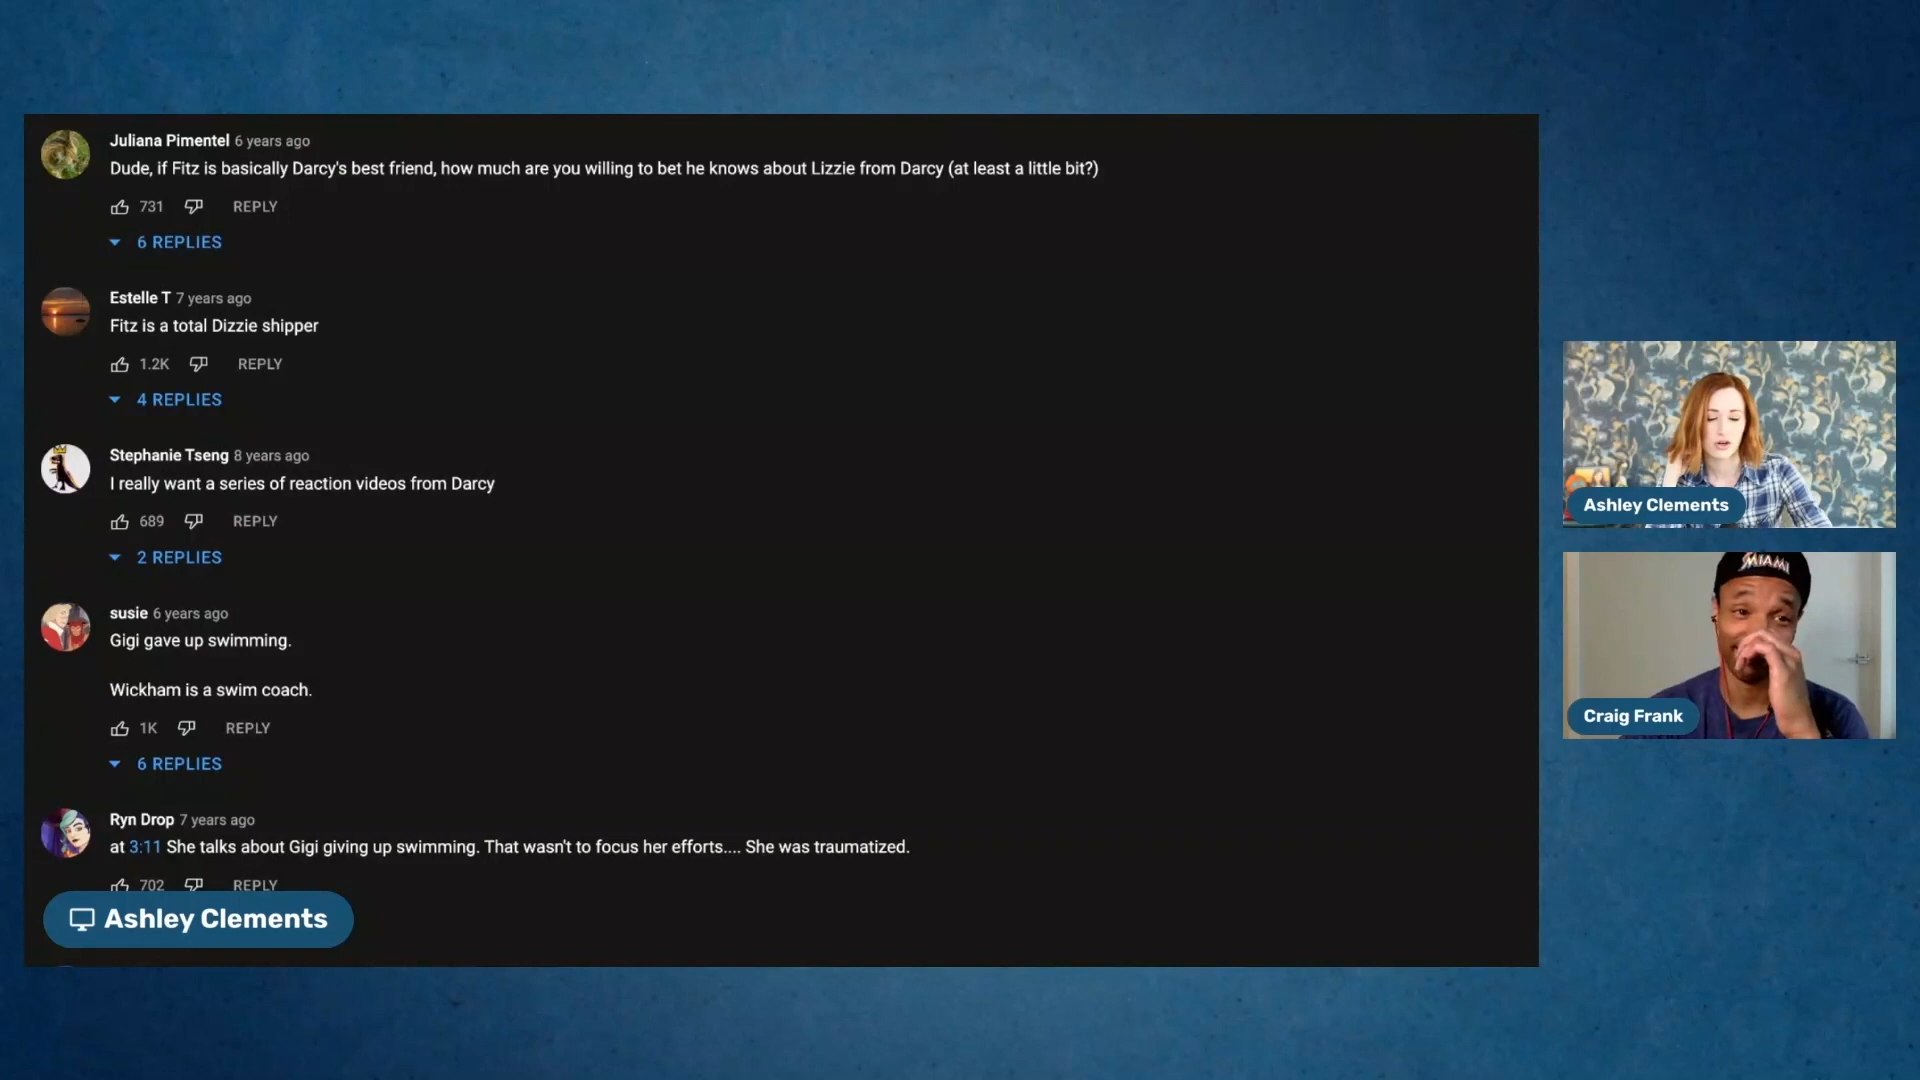 Juliana Pimentel 6 years ago
Dude, if Fitz is basically Darcy's best friend, how much are you willing to bet he knows about Lizzie from Darcy (at least a little bit?)
731 REPLY
6 REPLIES
Estelle T 7 years ago
Fitz is a total Dizzie shipper
1.2K REPLY
4 REPLIES
Stephanie Tseng 8 years ago
I really want a series of reaction videos from Darcy
689 REPLY
2 REPLIES
susie 6 years ago
Gigi gave up swimming.
Wickham is a swim coach.
1K REPLY
6 REPLIES
Ryn Drop 7 years ago
at 3:11 She talks about Gigi giving up swimming. That wasn't to focus her efforts.... She was traumatized.
702 REPLY
Ashley Clements
Ashley Clements
MIAMI
Craig Frank